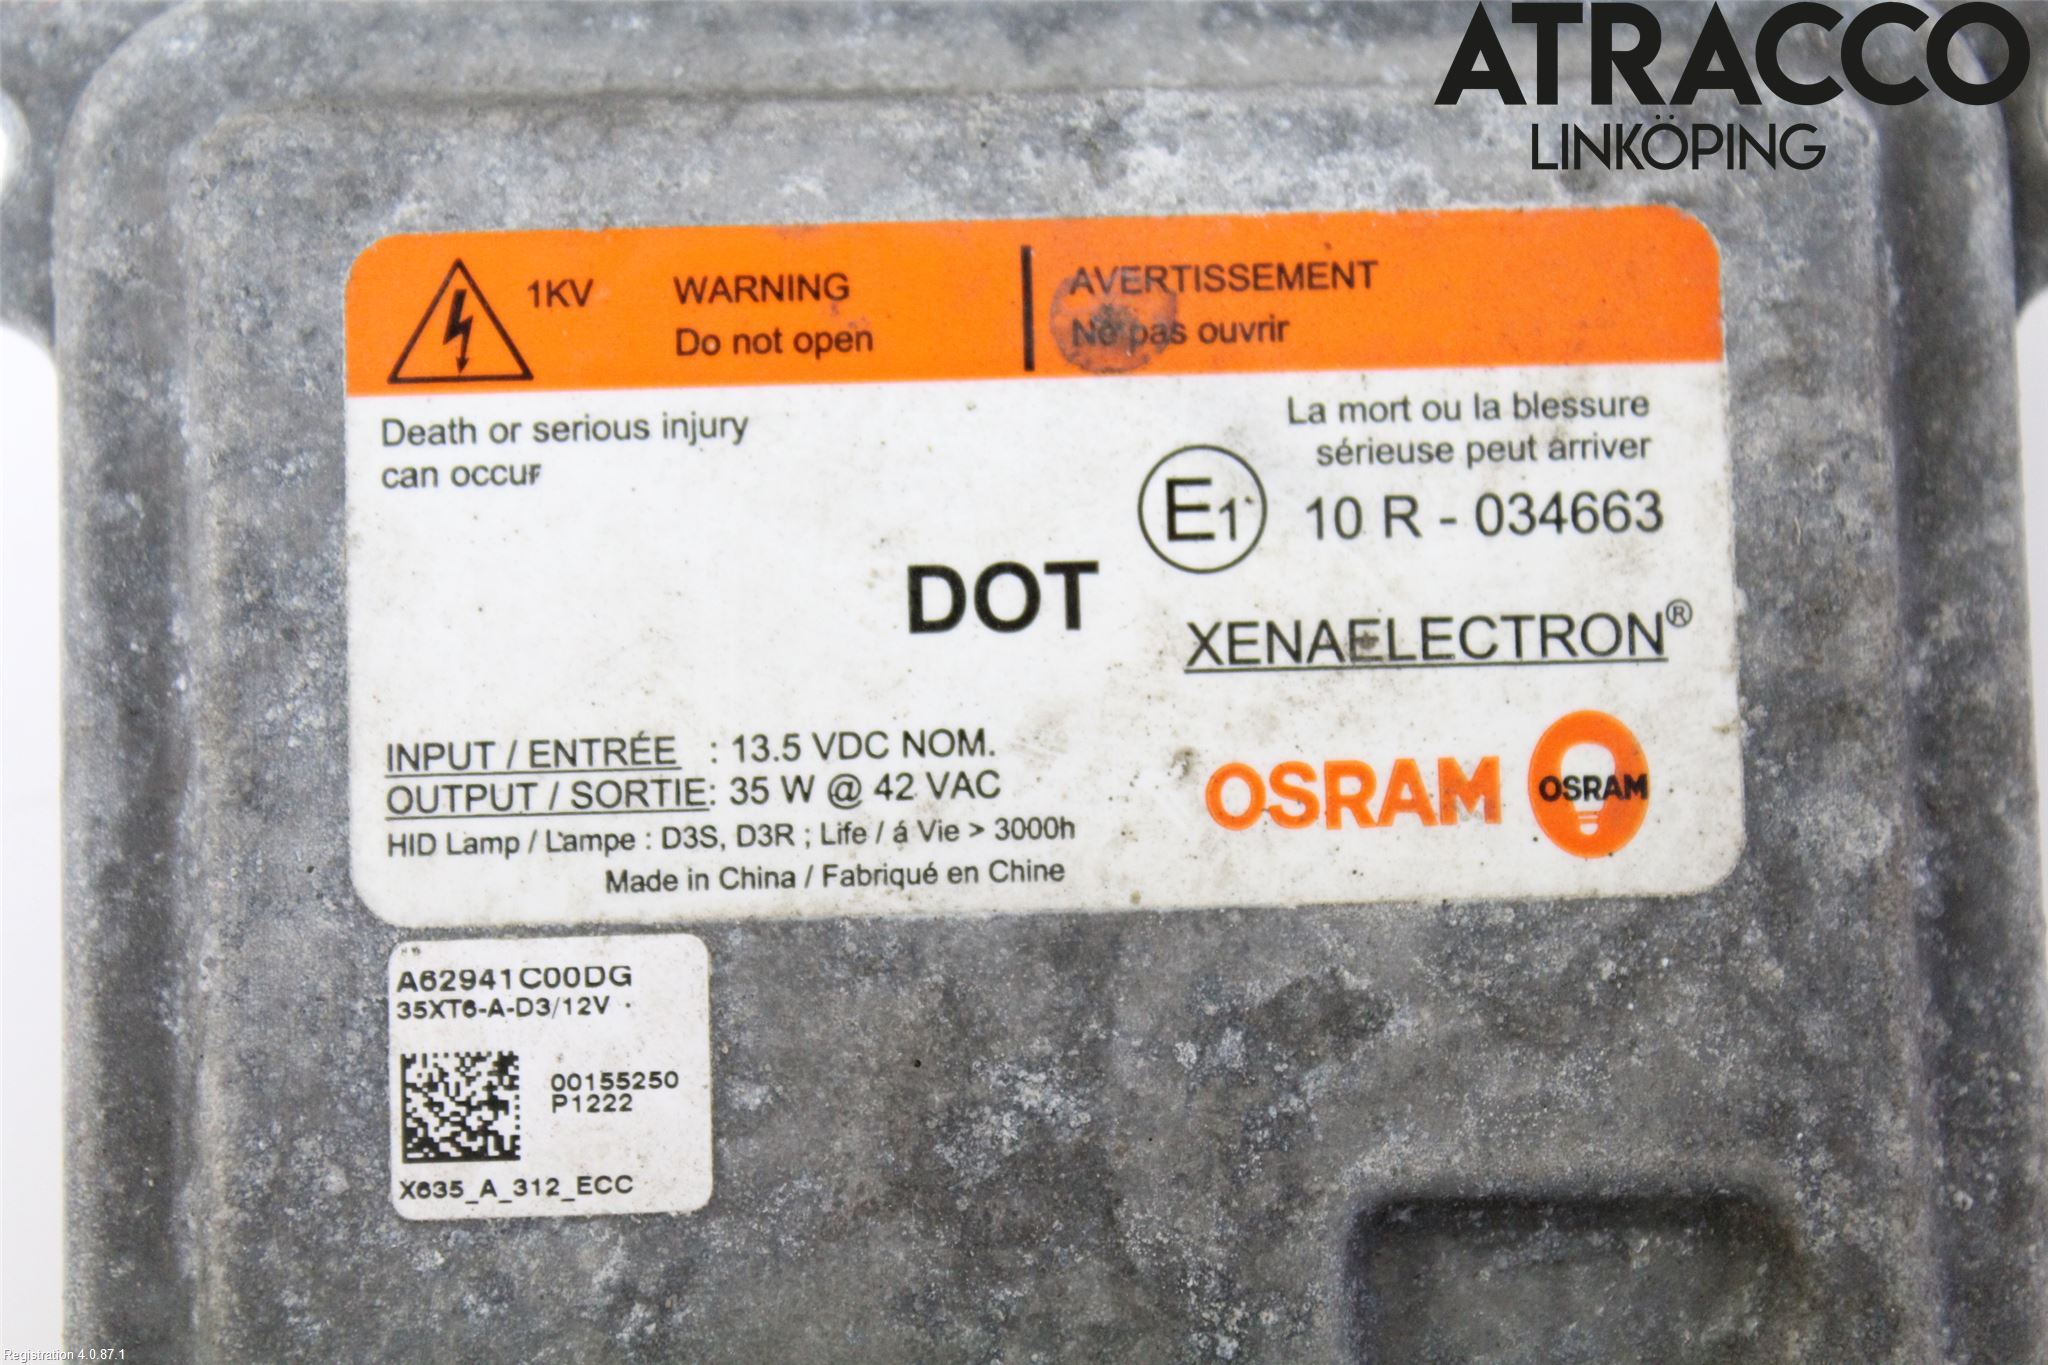 ATRACCO
LINKÖPING
1KV
WARNING
Do not open
AVERTISSEMENT
Ne pas ouvrir
Death or serious injury
can occur
La mort ou la blessure
sérieuse peut arriver
E1 10 R - 034663
DOT
XENAELECTRON®
INPUT / ENTRÉE : 13.5 VDC NOM.
OUTPUT / SORTIE: 35 W @ 42 VAC
HID Lamp / Lampe : D3S, D3R ; Life / á Vie > 3000h
Made in China / Fabriqué en Chine
OSRAM
OSRAM
A62941C00DG
35XT6-A-D3/12V
00155250
P1222
X635_A_312_ECC
Registration 4.0.87.1